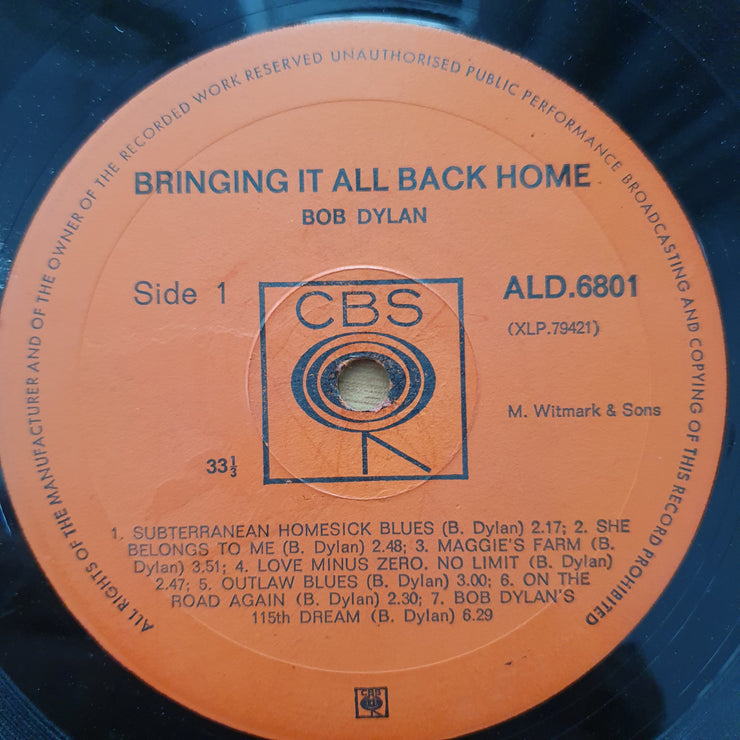 ALL RIGHTS OF THE MANUFACTURER AND OF THE OWNER OF THE RECORDED WORK RESERVED UNAUTHORISED PUBLIC PERFORMANCE BROADCASTING AND COPYING OF THIS RECORD PROHIBITED
BRINGING IT ALL BACK HOME
BOB DYLAN
Side 1
CBS
ALD.6801
(XLP.79421)
M. Witmark & Sons
33⅓
1. SUBTERRANEAN HOMESICK BLUES (B. Dylan) 2.17; 2. SHE
BELONGS TO ME (B. Dylan) 2.48; 3. MAGGIE'S FARM (B.
Dylan) 3.51; 4. LOVE MINUS ZERO. NO LIMIT (B. Dylan)
2.47; 5. OUTLAW BLUES (B. Dylan) 3.00; 6. ON THE
ROAD AGAIN (B. Dylan) 2.30; 7. BOB DYLAN'S
115th DREAM (B. Dylan) 6.29
CBS